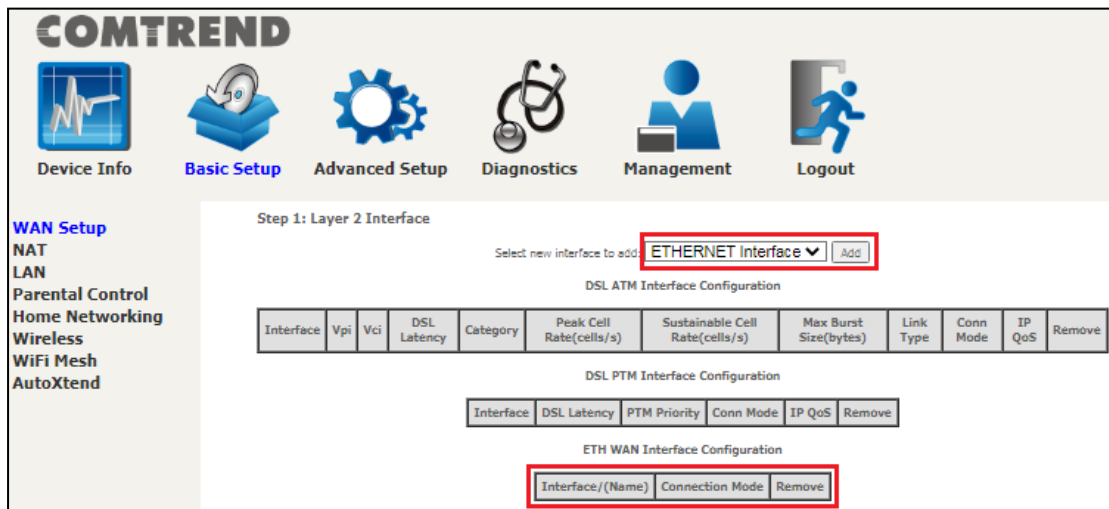 COMTREND
Device Info
Basic Setup
Advanced Setup
Diagnostics
Management
Logout
WAN Setup
NAT
LAN
Parental Control
Home Networking
Wireless
WiFi Mesh
AutoXtend
Step 1: Layer 2 Interface
Select new interface to add: ETHERNET Interface Add
DSL ATM Interface Configuration
Interface Vpi Vci DSL Latency Category Peak Cell Rate(cells/s) Sustainable Cell Rate(cells/s) Max Burst Size(bytes) Link Type Conn Mode IP QoS Remove
DSL PTM Interface Configuration
Interface DSL Latency PTM Priority Conn Mode IP QoS Remove
ETH WAN Interface Configuration
Interface/(Name) Connection Mode Remove